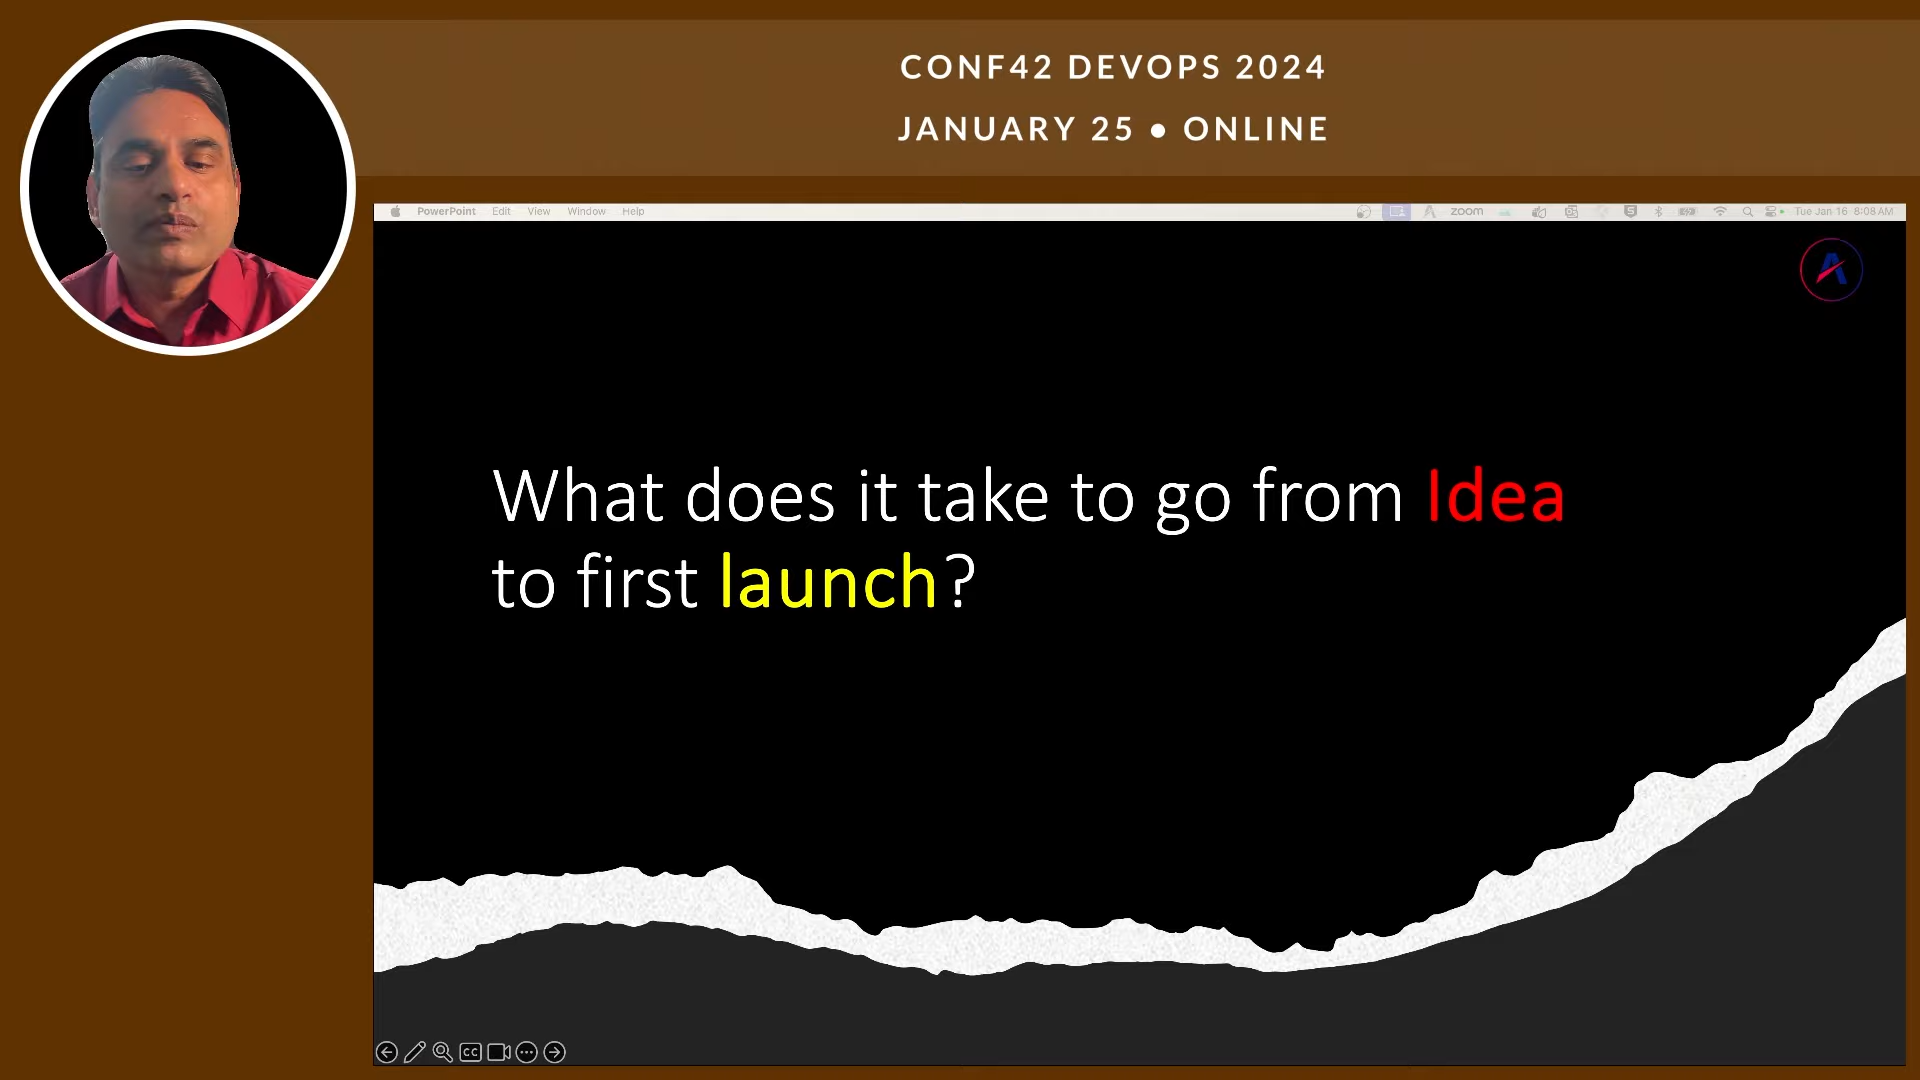 CONF42 DEVOPS 2024
JANUARY 25 • ONLINE
PowerPoint Edit View Window Help zoom Tue Jan 16 8:08 AM
What does it take to go from Idea
to first launch?
CC